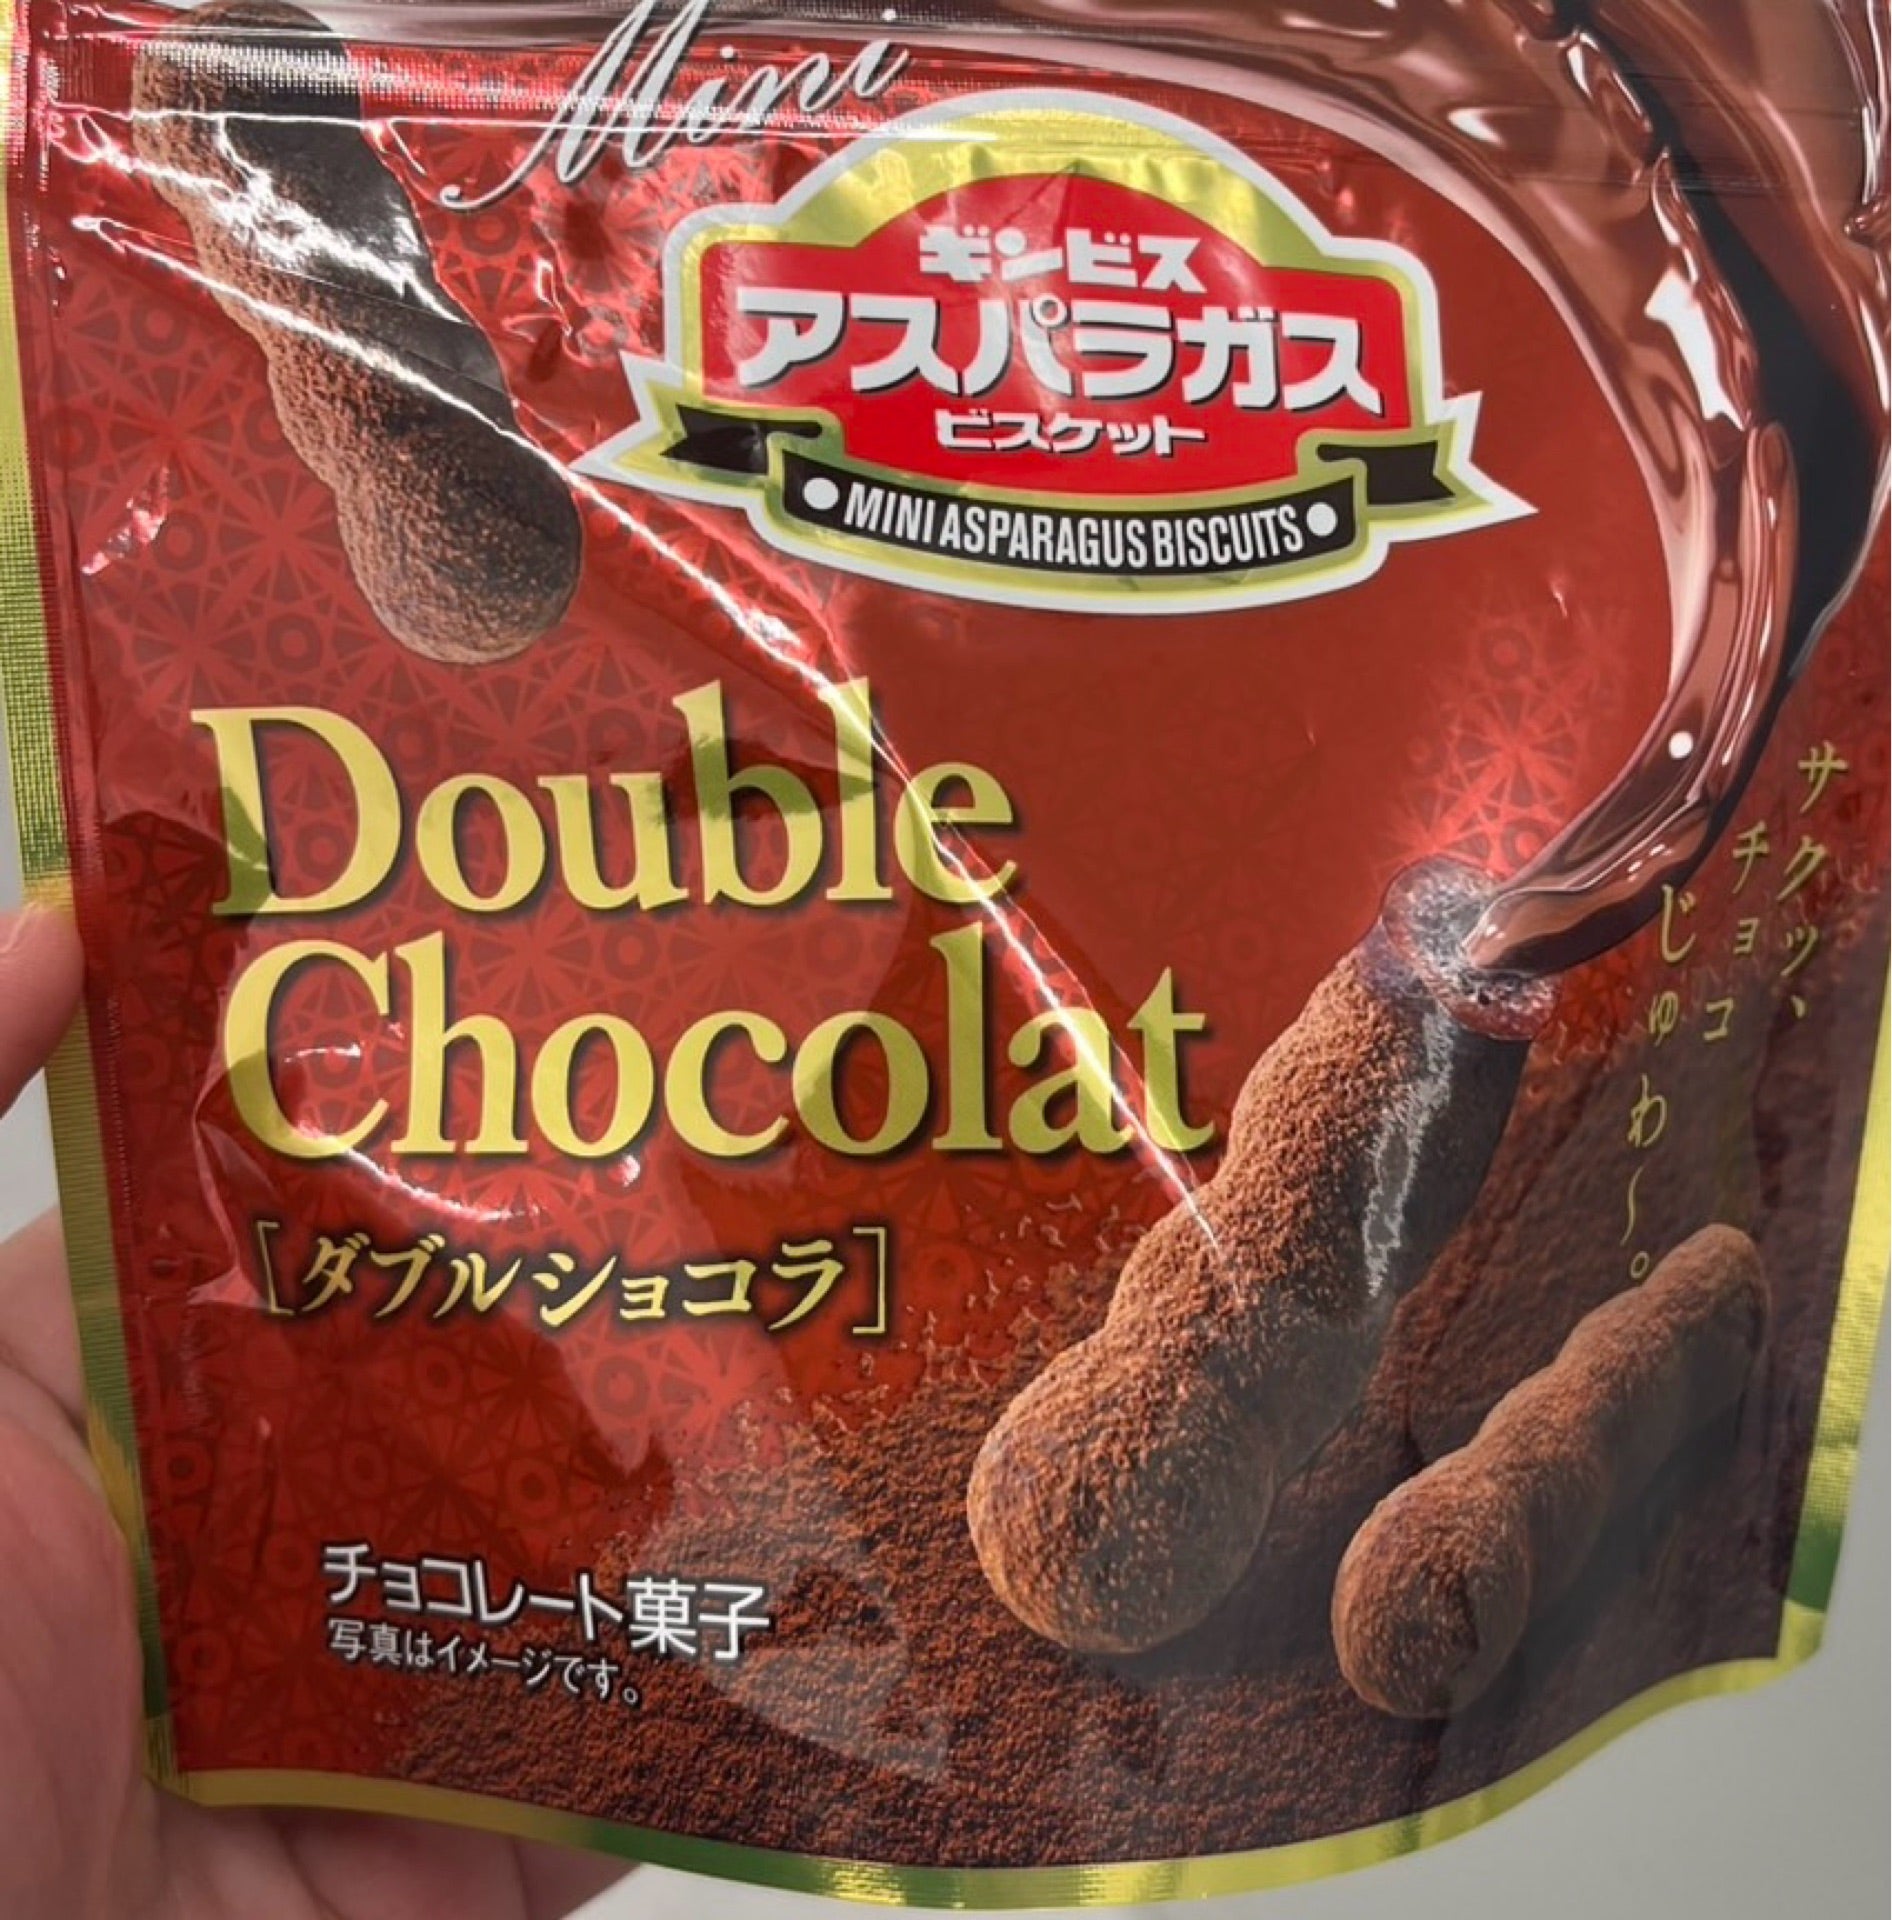 Mini
ギンビス
アスパラガス
ビスケット
MINI ASPARAGUS BISCUITS
Double
Chocolat
［ダブルショコラ］
サクッ、
チョコ
じゅわ〜。
チョコレート菓子
写真はイメージです。